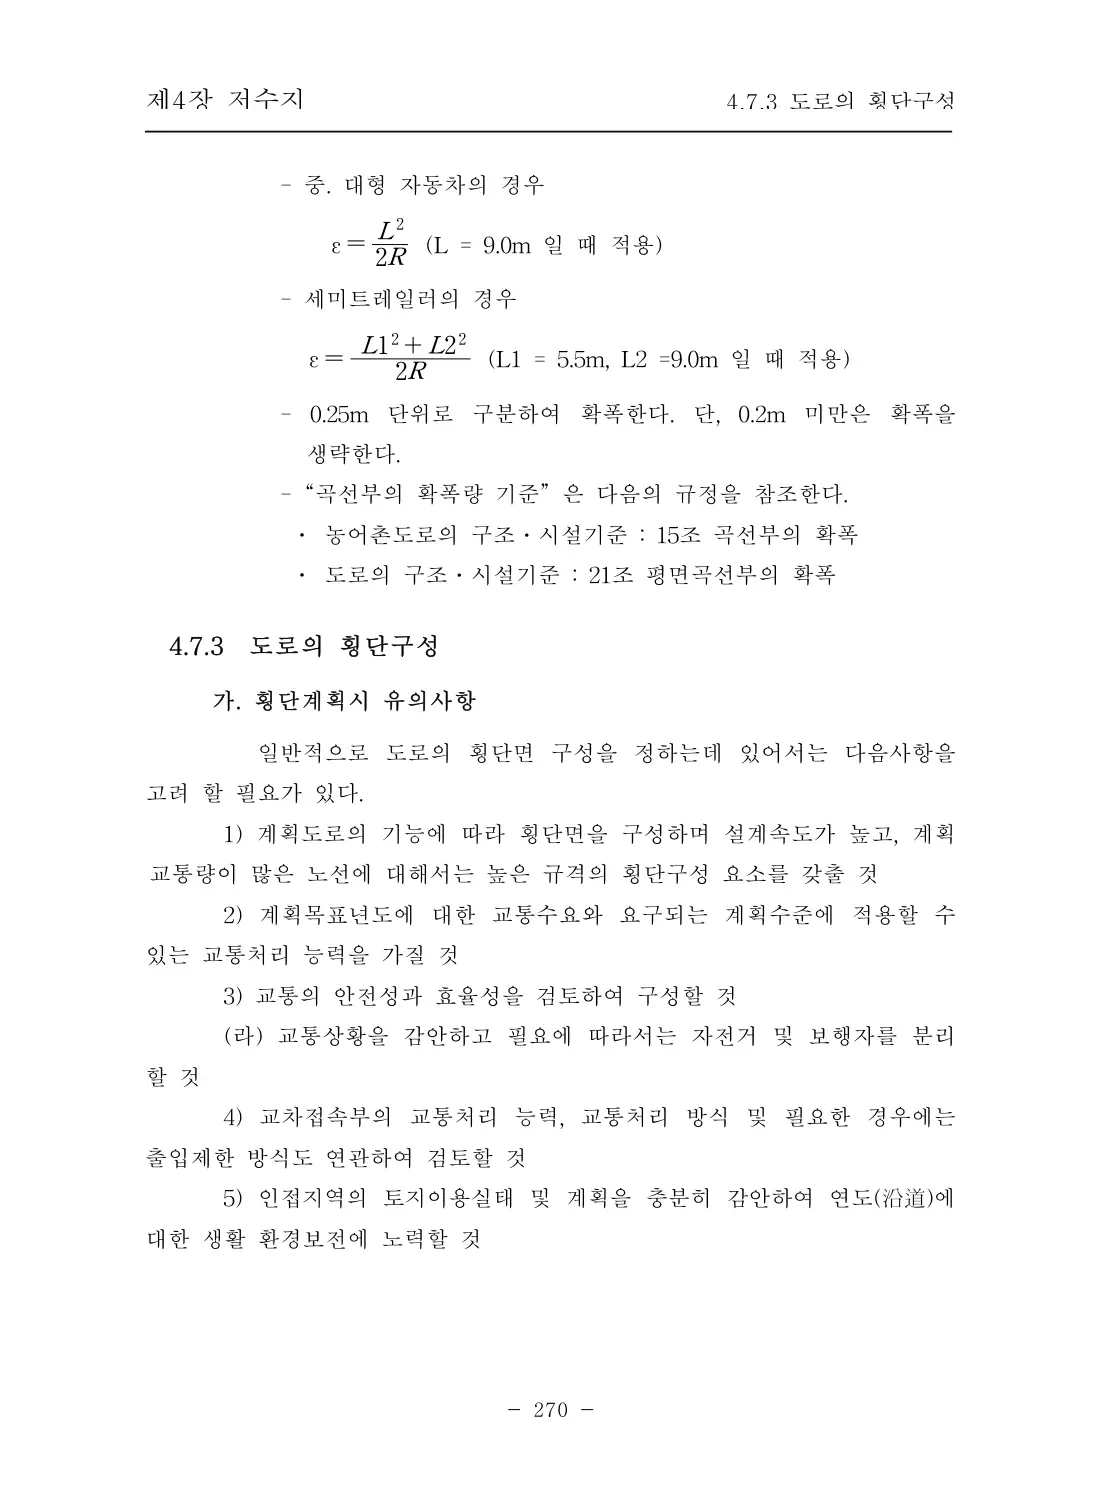 제4장 저수지
4.7.3 도로의 횡단구성
- 중. 대형 자동차의 경우
ε = L²/2R (L = 9.0m 일 때 적용)
- 세미트레일러의 경우
ε = L1²+L2²/2R (L1 = 5.5m, L2 =9.0m 일 때 적용)
- 0.25m 단위로 구분하여 확폭한다. 단, 0.2m 미만은 확폭을
생략한다.
- “곡선부의 확폭량 기준” 은 다음의 규정을 참조한다.
· 농어촌도로의 구조·시설기준 : 15조 곡선부의 확폭
· 도로의 구조·시설기준 : 21조 평면곡선부의 확폭
4.7.3 도로의 횡단구성
가. 횡단계획시 유의사항
일반적으로 도로의 횡단면 구성을 정하는데 있어서는 다음사항을
고려 할 필요가 있다.
1) 계획도로의 기능에 따라 횡단면을 구성하며 설계속도가 높고, 계획
교통량이 많은 노선에 대해서는 높은 규격의 횡단구성 요소를 갖출 것
2) 계획목표년도에 대한 교통수요와 요구되는 계획수준에 적용할 수
있는 교통처리 능력을 가질 것
3) 교통의 안전성과 효율성을 검토하여 구성할 것
(라) 교통상황을 감안하고 필요에 따라서는 자전거 및 보행자를 분리
할 것
4) 교차접속부의 교통처리 능력, 교통처리 방식 및 필요한 경우에는
출입제한 방식도 연관하여 검토할 것
5) 인접지역의 토지이용실태 및 계획을 충분히 감안하여 연도(沿道)에
대한 생활 환경보전에 노력할 것
- 270 -